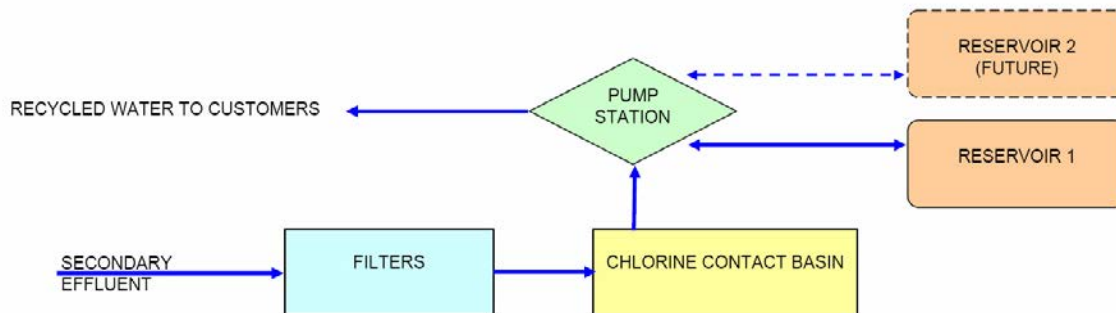 RESERVOIR 2
(FUTURE)
PUMP
STATION
RECYCLED WATER TO CUSTOMERS
RESERVOIR 1
SECONDARY
EFFLUENT
FILTERS
CHLORINE CONTACT BASIN